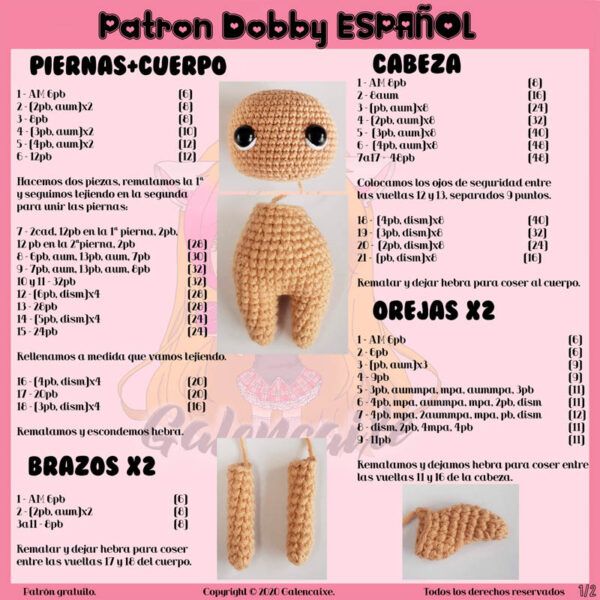 Patron Dobby ESPAÑOL
PIERNAS+CUERPO
1 - AM 6pb (6)
2 - (2pb, aum)x2 (8)
3 - 8pb (8)
4 - (3pb, aum)x2 (10)
5 - (4pb, aum)x2 (12)
6 - 12pb (12)
Hacemos dos piezas, rematamos la 1ª
y seguimos tejiendo en la segunda
para unir las piernas:
7 - 2cad, 12pb en la 1ª pierna, 2pb,
12 pb en la 2ªpierna, 2pb (28)
8 - 6pb, aum, 13pb, aum, 7pb (30)
9 - 7pb, aum, 13pb, aum, 8pb (32)
10 y 11 - 32pb (32)
12 - (6pb, dism)x4 (28)
13 - 28pb (28)
14 - (5pb, dism)x4 (24)
15 - 24pb (24)
Rellenamos a medida que vamos tejiendo.
16 - (4pb, dism)x4 (20)
17 - 20pb (20)
18 - (3pb, dism)x4 (16)
Rematamos y escondemos hebra.
BRAZOS X2
1 - AM 6pb (6)
2 - (2pb, aum)x2 (8)
3a11 - 8pb (8)
Rematar y dejar hebra para coser
entre las vueltas 17 y 18 del cuerpo.
CABEZA
1 - AM 8pb (8)
2 - 8aum (16)
3 - (pb, aum)x8 (24)
4 - (2pb, aum)x8 (32)
5 - (3pb, aum)x8 (40)
6 - (4pb, aum)x8 (48)
7a17 - 48pb (48)
Colocamos los ojos de seguridad entre
las vueltas 12 y 13, separados 9 puntos.
18 - (4pb, dism)x8 (40)
19 - (3pb, dism)x8 (32)
20 - (2pb, dism)x8 (24)
21 - (pb, dism)x8 (16)
Rematar y dejar hebra para coser al cuerpo.
OREJAS X2
1 - AM 6pb (6)
2 - 6pb (6)
3 - (pb, aum)x3 (9)
4 - 9pb (9)
5 - 3pb, aummpa, mpa, aummpa, 3pb (11)
6 - 4pb, mpa, aummpa, mpa, 2pb, dism (11)
7 - 4pb, mpa, 2aummpa, mpa, pb, dism (12)
8 - dism, 2pb, 4mpa, 4pb (11)
9 - 11pb (11)
Rematamos y dejamos hebra para coser entre
las vueltas 11 y 16 de la cabeza.
Galencaixe
Patrón gratuito.
Copyright © 2020 Galencaixe.
Todos los derechos reservados
1/2